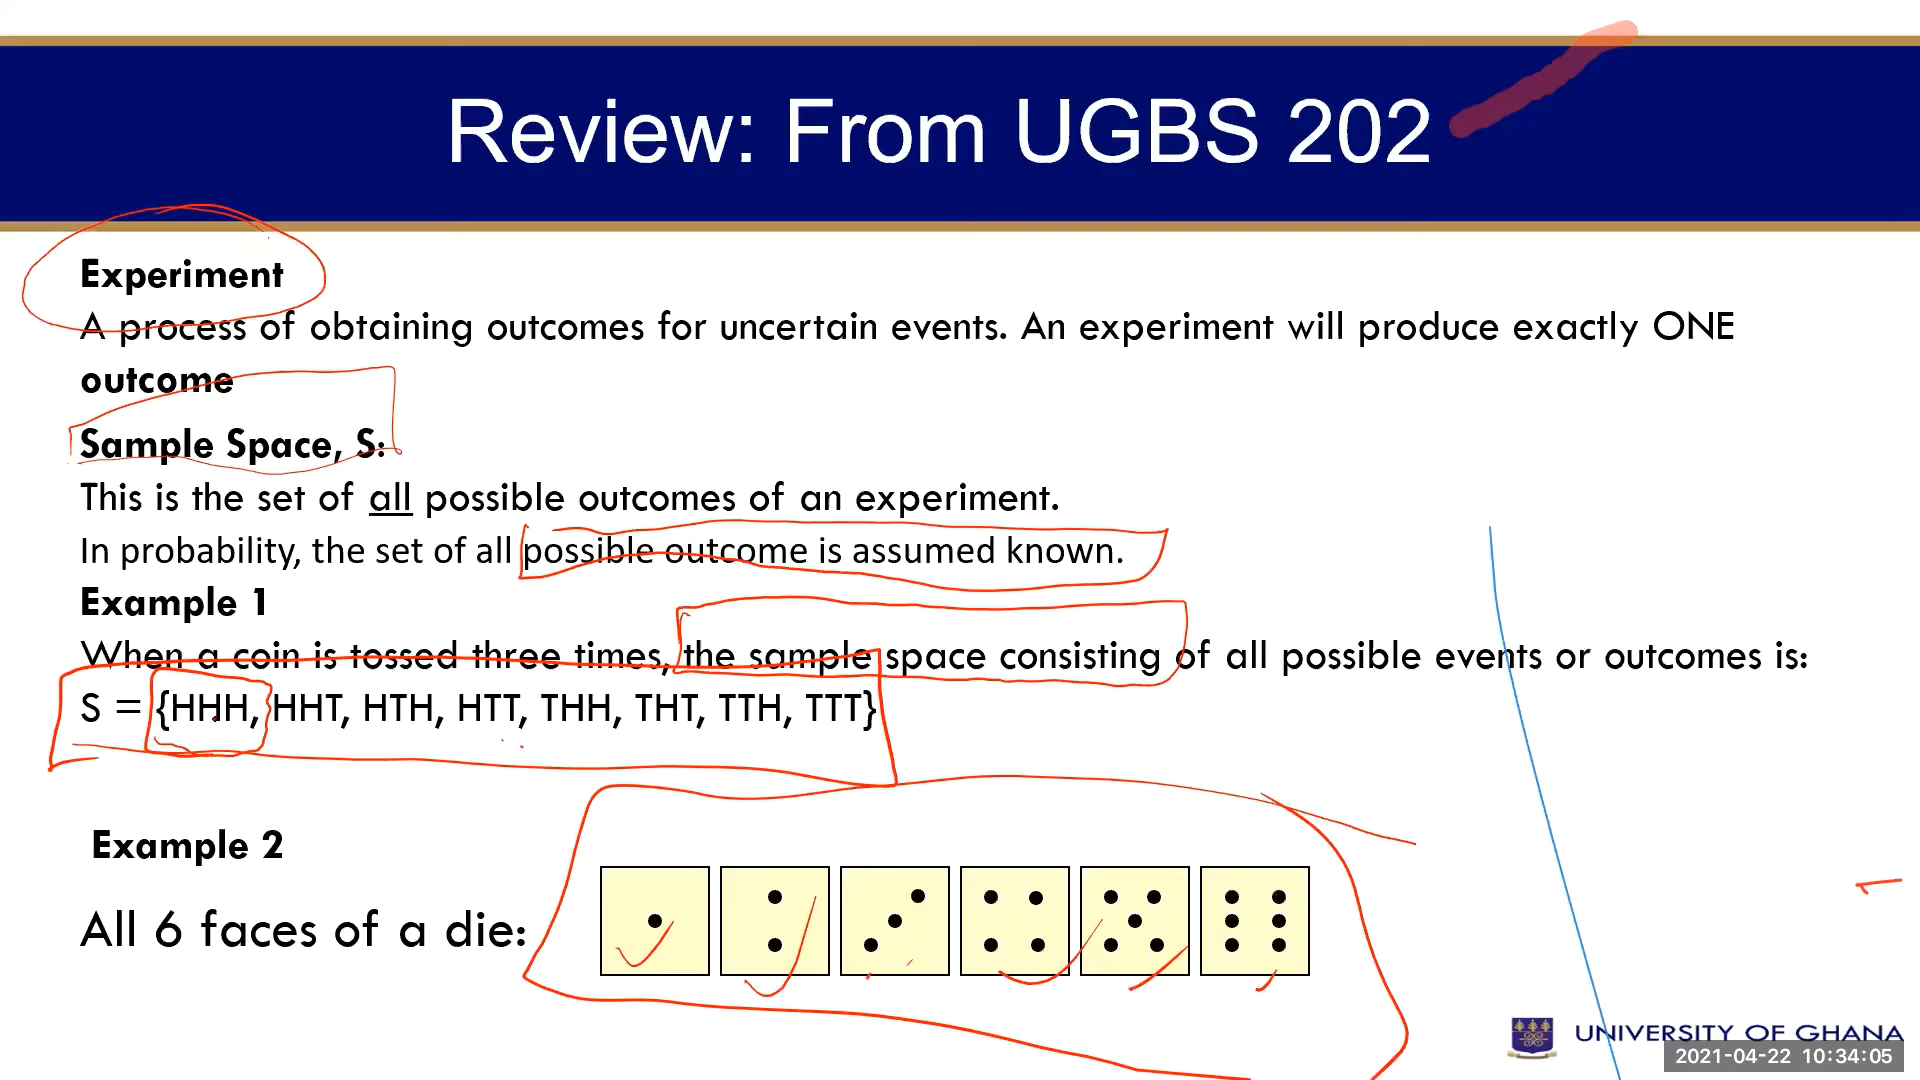 Review: From UGBS 202
Experiment
A process of obtaining outcomes for uncertain events. An experiment will produce exactly ONE
outcome
Sample Space, S:
This is the set of all possible outcomes of an experiment.
In probability, the set of all possible outcome is assumed known.
Example 1
When a coin is tossed three times, the sample space consisting of all possible events or outcomes is:
S = {HHH, HHT, HTH, HTT, THH, THT, TTH, TTT}
Example 2
All 6 faces of a die:
UNIVERSITY OF GHANA
2021-04-22 10:34:05